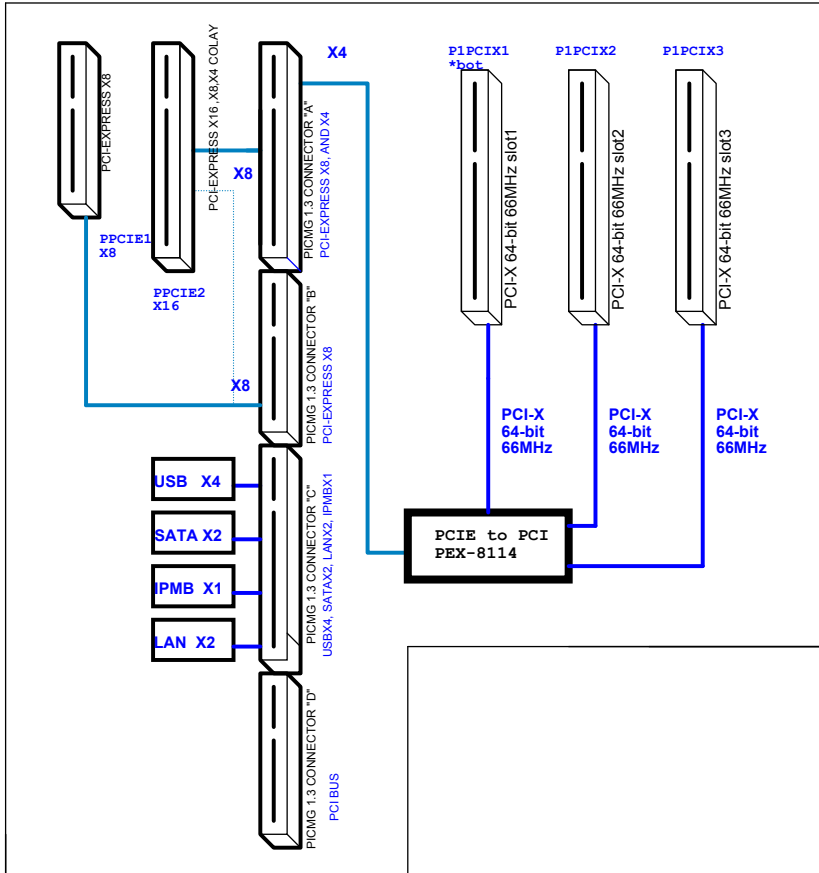 X4
P1PCIX1
*bot
P1PCIX2
P1PCIX3
PCI-EXPRESS X8
PCI-EXPRESS X16 ,X8,X4 COLAY
PICMG 1.3 CONNECTOR "A"
PCI-EXPRESS X8, AND X4
PCI-X 64-bit 66MHz slot1
PCI-X 64-bit 66MHz slot2
PCI-X 64-bit 66MHz slot3
X8
PPCIE1
X8
PPCIE2
X16
PICMG 1.3 CONNECTOR "B"
PCI-EXPRESS X8
X8
PCI-X
64-bit
66MHz
PCI-X
64-bit
66MHz
PCI-X
64-bit
66MHz
USB X4
SATA X2
IPMB X1
LAN X2
PICMG 1.3 CONNECTOR "C"
USBX4, SATAX2, LANX2, IPMBX1
PCIE to PCI
PEX-8114
PICMG 1.3 CONNECTOR "D"
PCI BUS